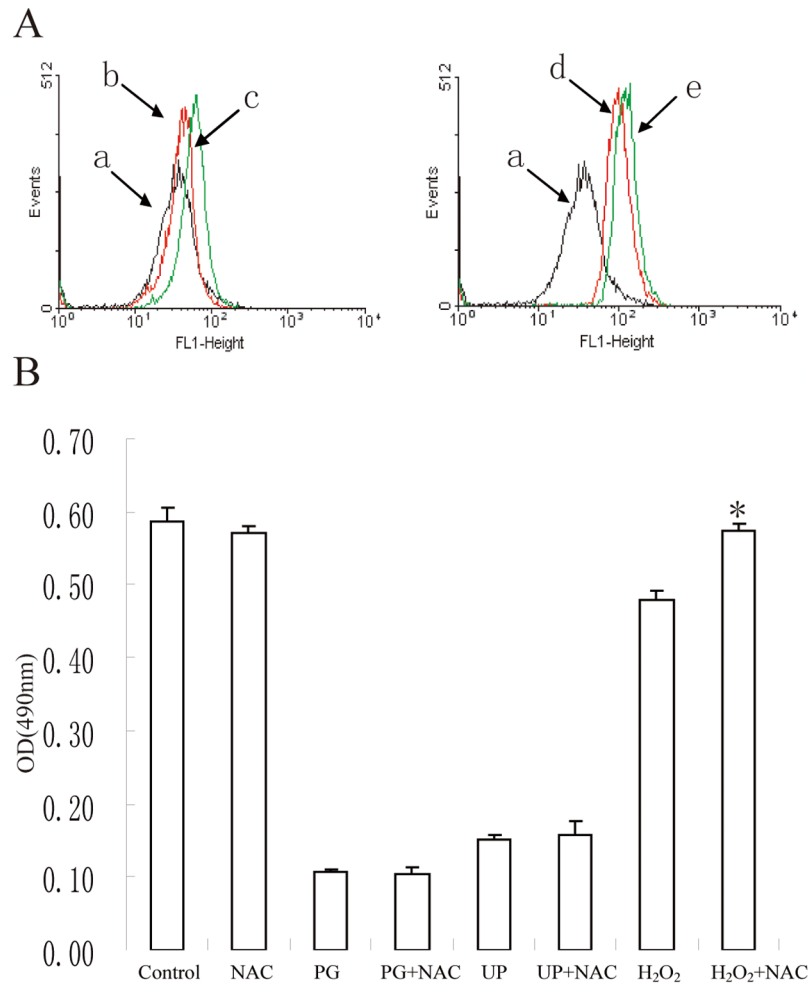 A
512
Events
0
b
c
a
10⁰ 10¹ 10² 10³ 10⁴
FL1-Height
512
Events
0
d
e
a
10⁰ 10¹ 10² 10³ 10⁴
FL1-Height
B
OD(490nm)
0.70
0.60
0.50
0.40
0.30
0.20
0.10
0.00
*
Control NAC PG PG+NAC UP UP+NAC H₂O₂ H₂O₂+NAC